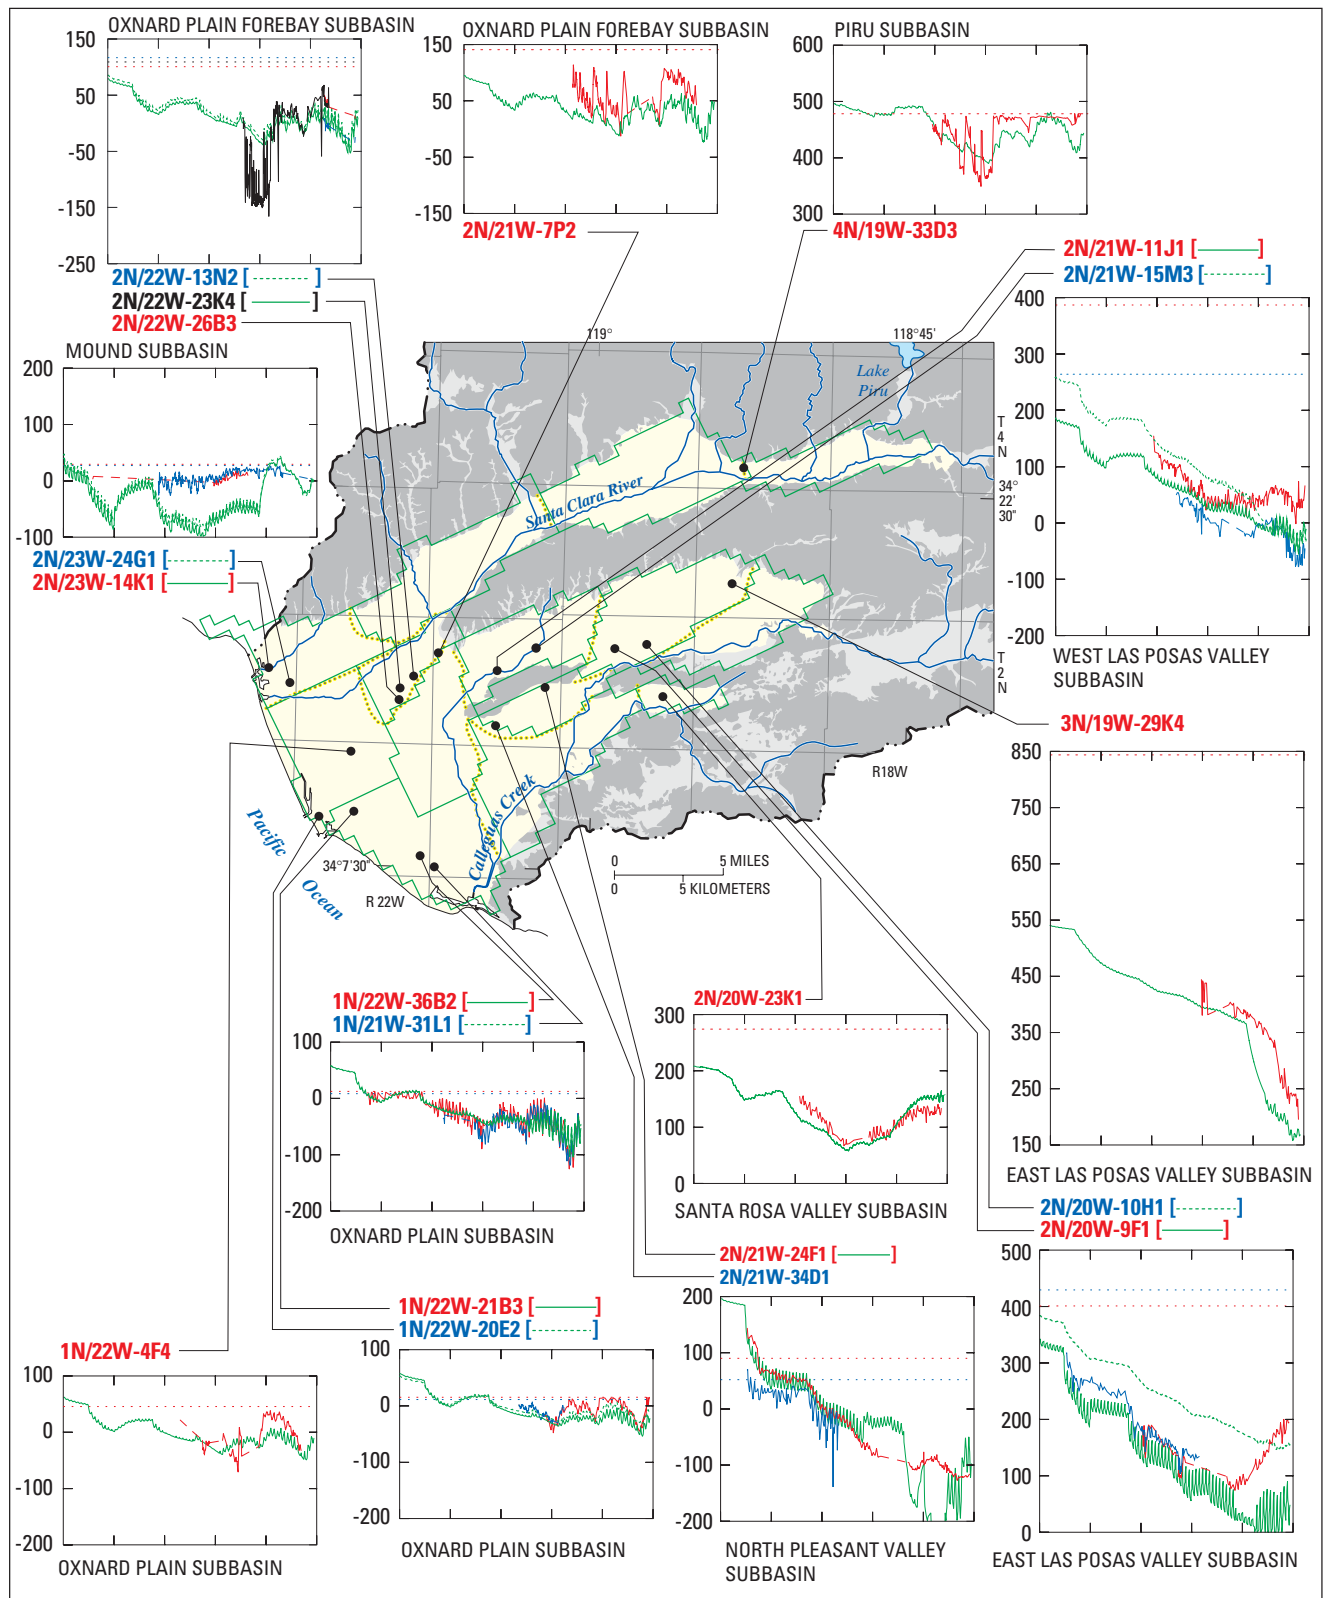 OXNARD PLAIN FOREBAY SUBBASIN
150
50
-50
-150
-250
2N/22W-13N2 [ ]
2N/22W-23K4 [ ]
2N/22W-26B3
OXNARD PLAIN FOREBAY SUBBASIN
150
50
-50
-150
2N/21W-7P2
PIRU SUBBASIN
600
500
400
300
4N/19W-33D3
2N/21W-11J1 [ ]
2N/21W-15M3 [ ]
400
300
200
100
0
-100
-200
WEST LAS POSAS VALLEY
SUBBASIN
MOUND SUBBASIN
200
100
0
-100
2N/23W-24G1 [ ]
2N/23W-14K1 [ ]
119°
118°45'
Lake
Piru
T
4
N
34°
22'
30"
Santa Clara River
T
2
N
R18W
Calleguas Creek
Pacific
Ocean
34°7'30"
R 22W
0 5 MILES
0 5 KILOMETERS
3N/19W-29K4
850
750
650
550
450
350
250
150
EAST LAS POSAS VALLEY SUBBASIN
1N/22W-36B2 [ ]
1N/21W-31L1 [ ]
100
0
-100
-200
OXNARD PLAIN SUBBASIN
2N/20W-23K1
300
200
100
0
SANTA ROSA VALLEY SUBBASIN
2N/20W-10H1 [ ]
2N/20W-9F1 [ ]
500
400
300
200
100
0
EAST LAS POSAS VALLEY SUBBASIN
2N/21W-24F1 [ ]
2N/21W-34D1
200
100
0
-100
-200
NORTH PLEASANT VALLEY
SUBBASIN
1N/22W-21B3 [ ]
1N/22W-20E2 [ ]
100
0
-100
-200
OXNARD PLAIN SUBBASIN
1N/22W-4F4
100
0
-100
-200
OXNARD PLAIN SUBBASIN